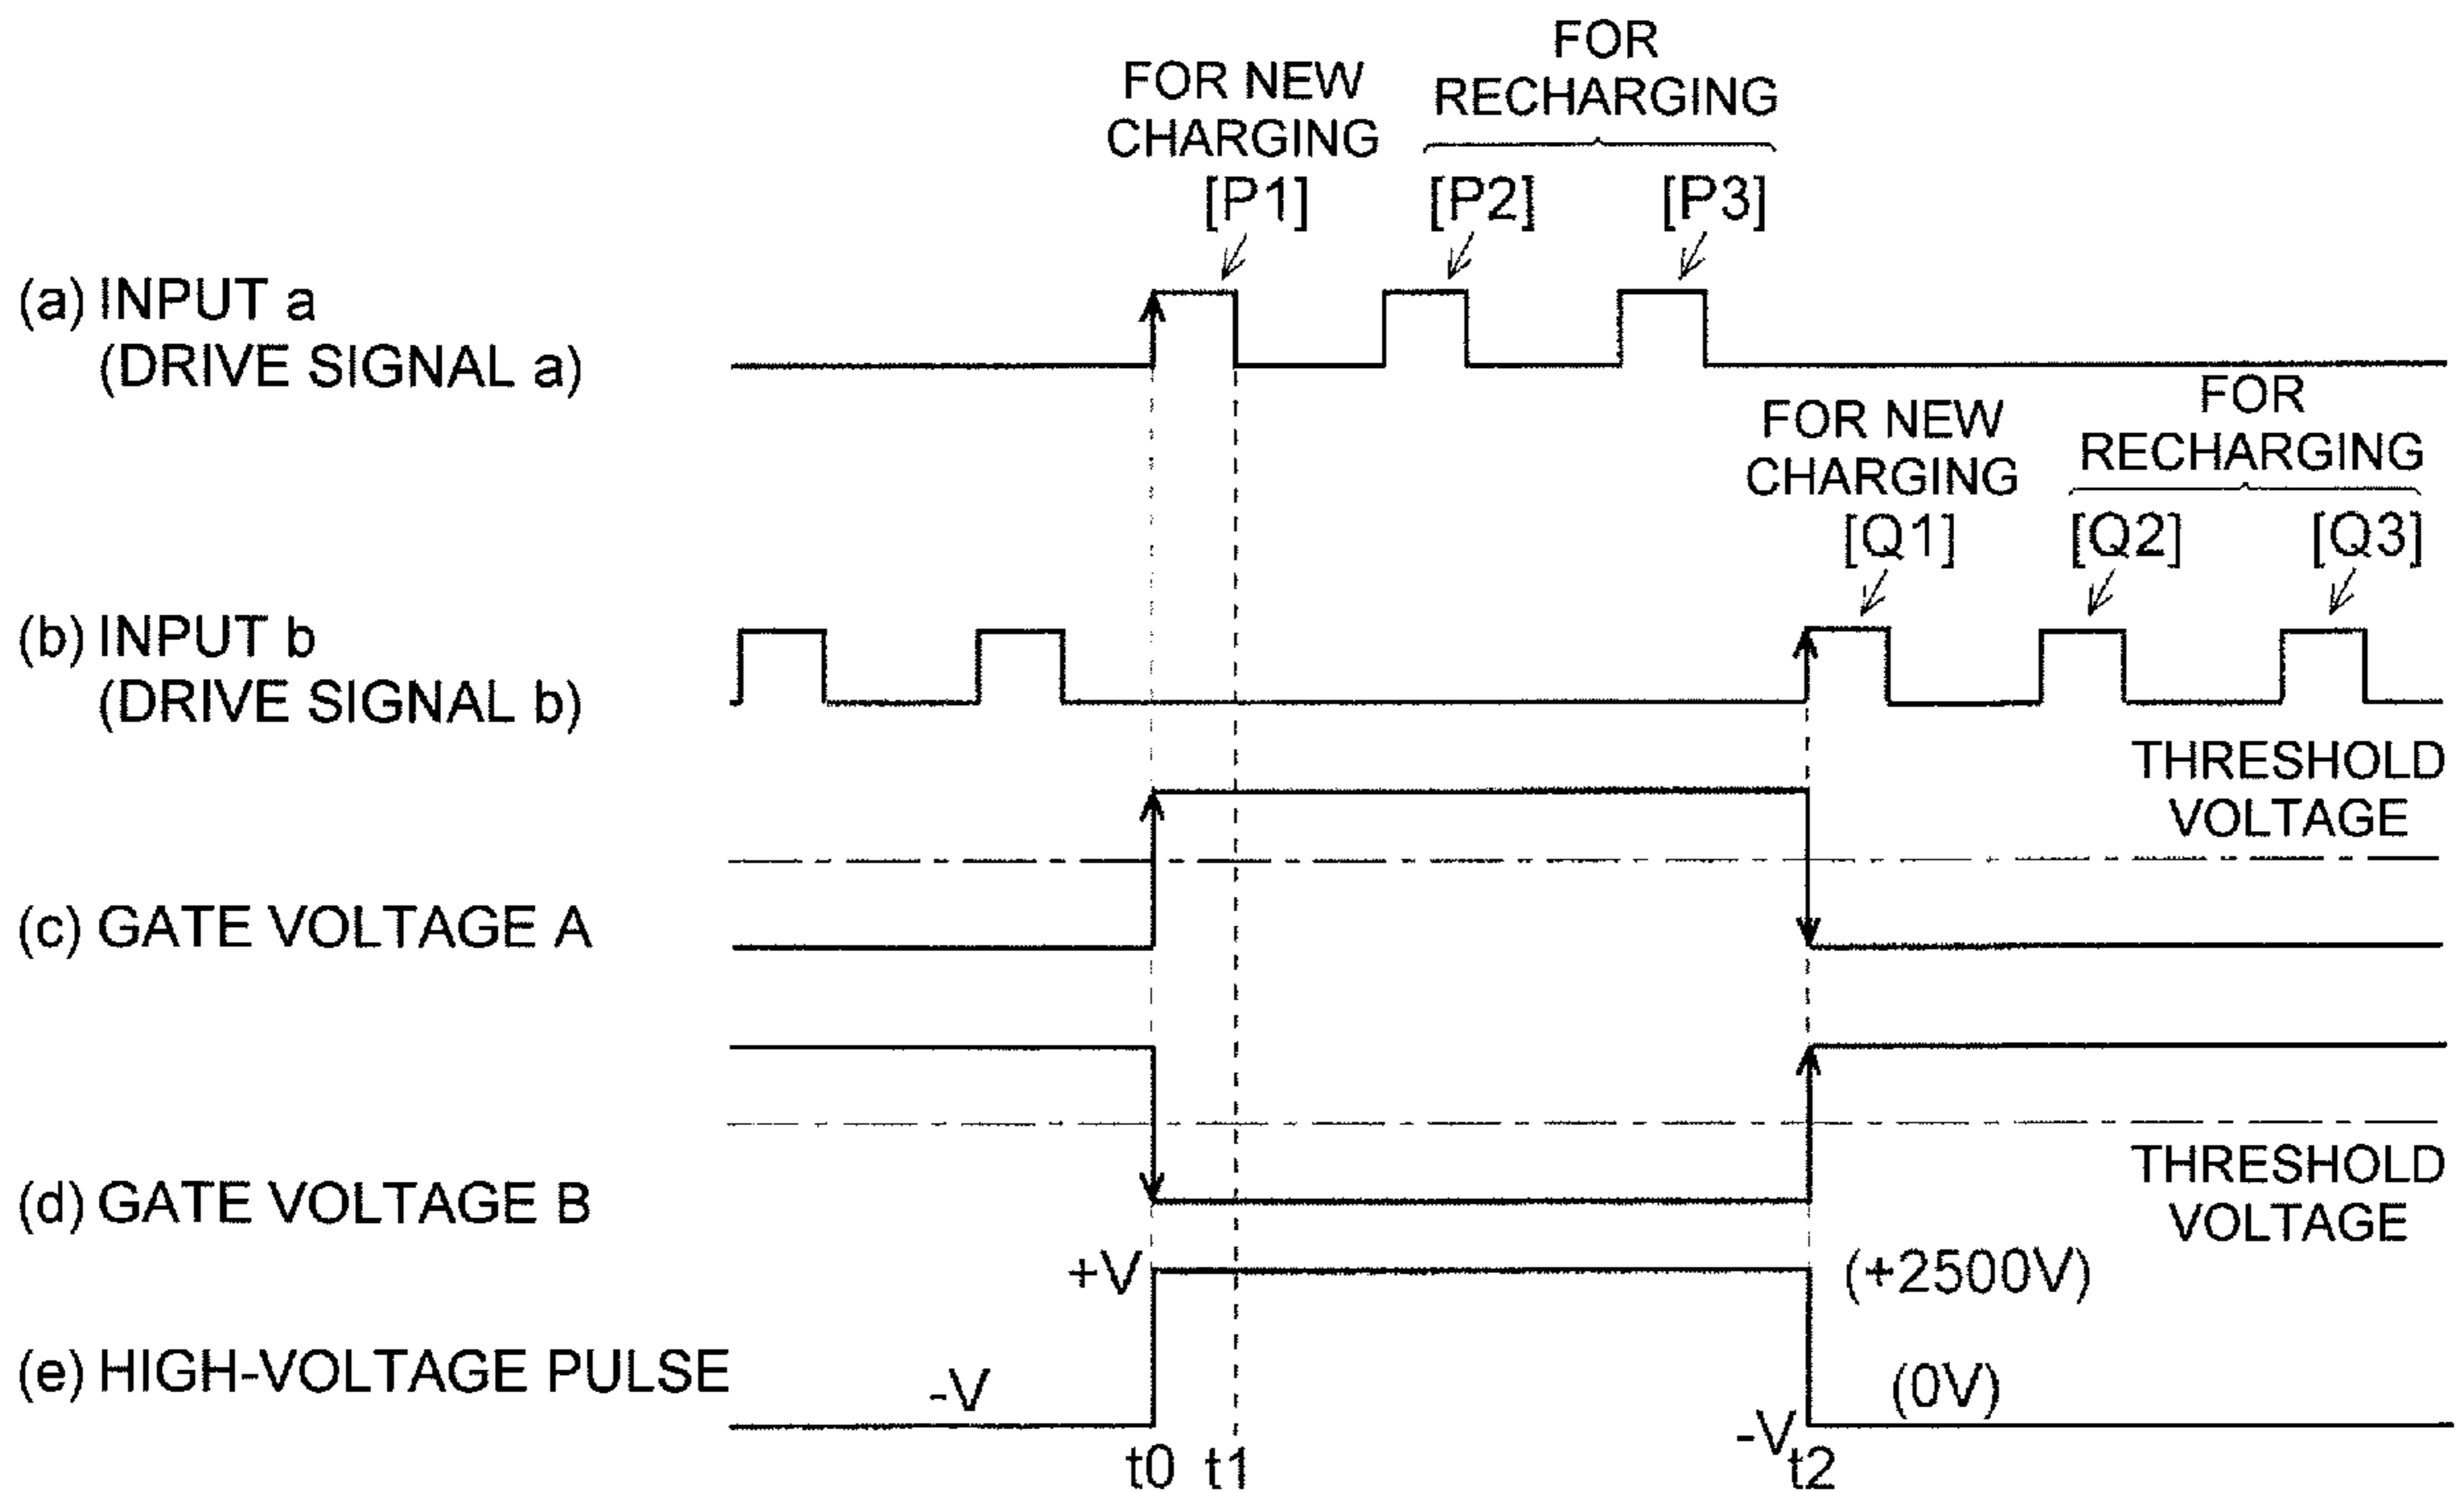 FOR NEW
CHARGING
[P1]
FOR
RECHARGING
[P2]
[P3]
(a) INPUT a
(DRIVE SIGNAL a)
FOR NEW
CHARGING
[Q1]
FOR
RECHARGING
[Q2]
[Q3]
(b) INPUT b
(DRIVE SIGNAL b)
THRESHOLD
VOLTAGE
(c) GATE VOLTAGE A
(d) GATE VOLTAGE B
THRESHOLD
VOLTAGE
+V
(+2500V)
(e) HIGH-VOLTAGE PULSE
-V
(0V)
-V
t0
t1
t2